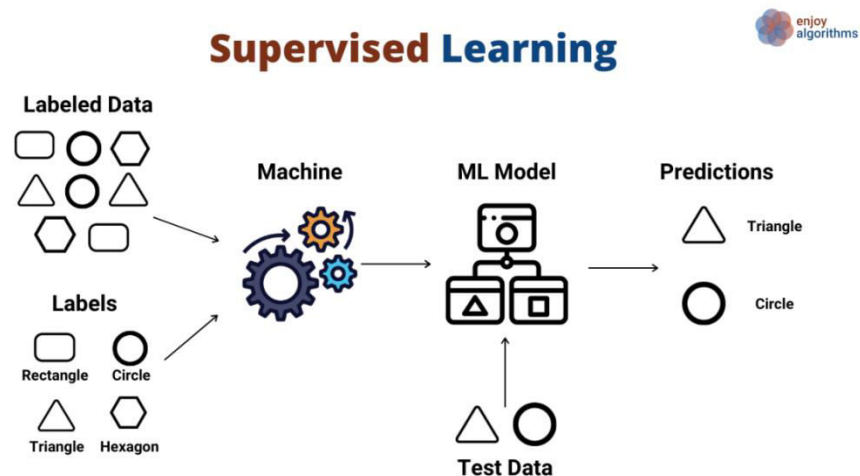 enjoy
algorithms
Supervised Learning
Labeled Data
Machine
ML Model
Predictions
Triangle
Circle
Labels
Rectangle Circle
Triangle Hexagon
Test Data